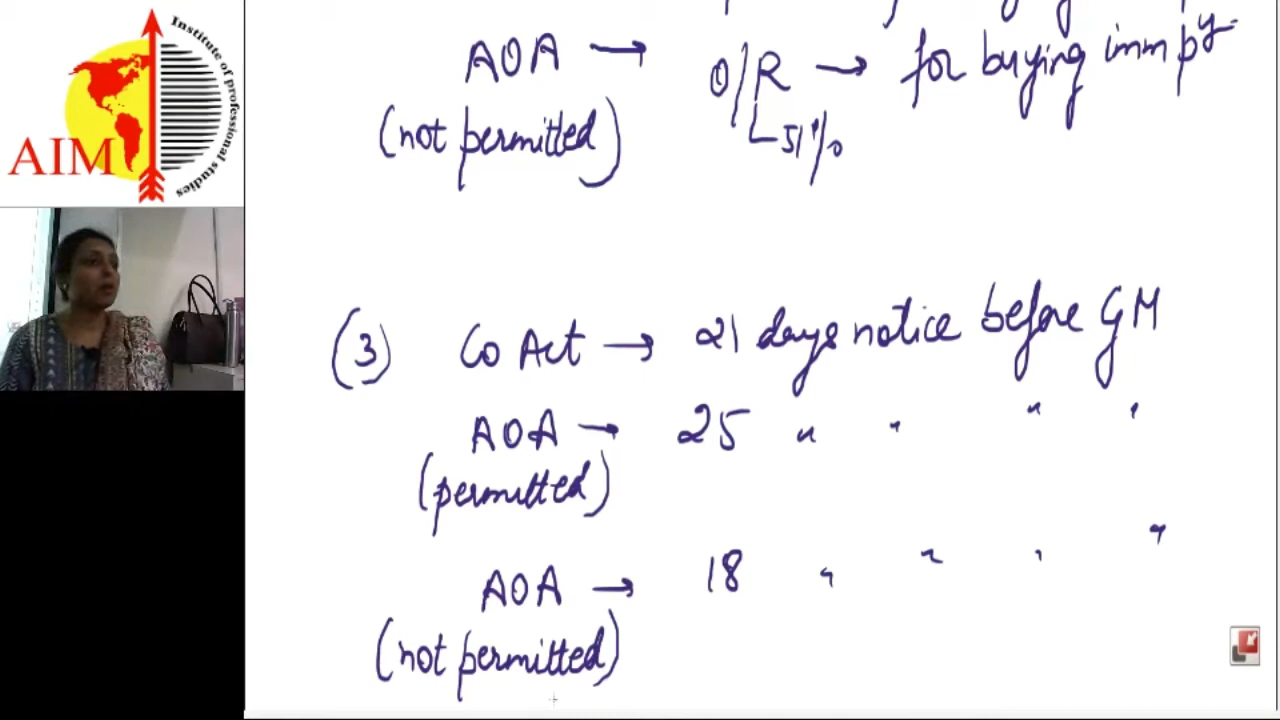 Institute of professional studies
AIM
AOA → O/R → for buying imm py
(not permitted) 51%
(3) Co Act → 21 days notice before GM
AOA → 25 " " " "
(permitted)
AOA → 18 " " " "
(not permitted)